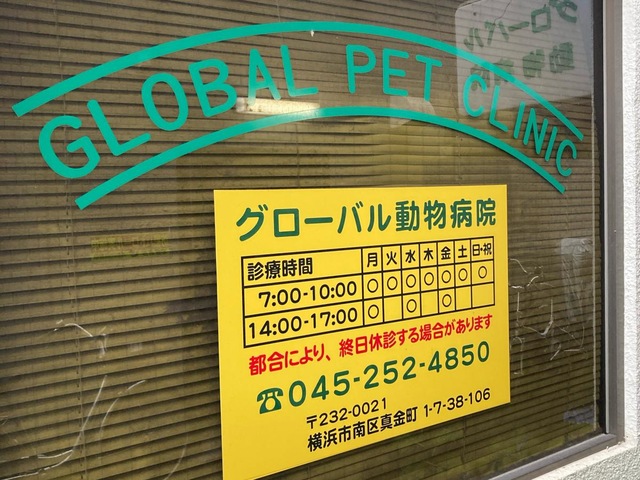 GLOBAL PET CLINIC
グローバル動物病院
診療時間 月 火 水 木 金 土 日・祝
7:00-10:00 ○ ○ ○ ○ ○ ○ ○
14:00-17:00 ○ ○ ○
都合により、終日休診する場合があります
☎045-252-4850
〒232-0021
横浜市南区真金町 1-7-38-106